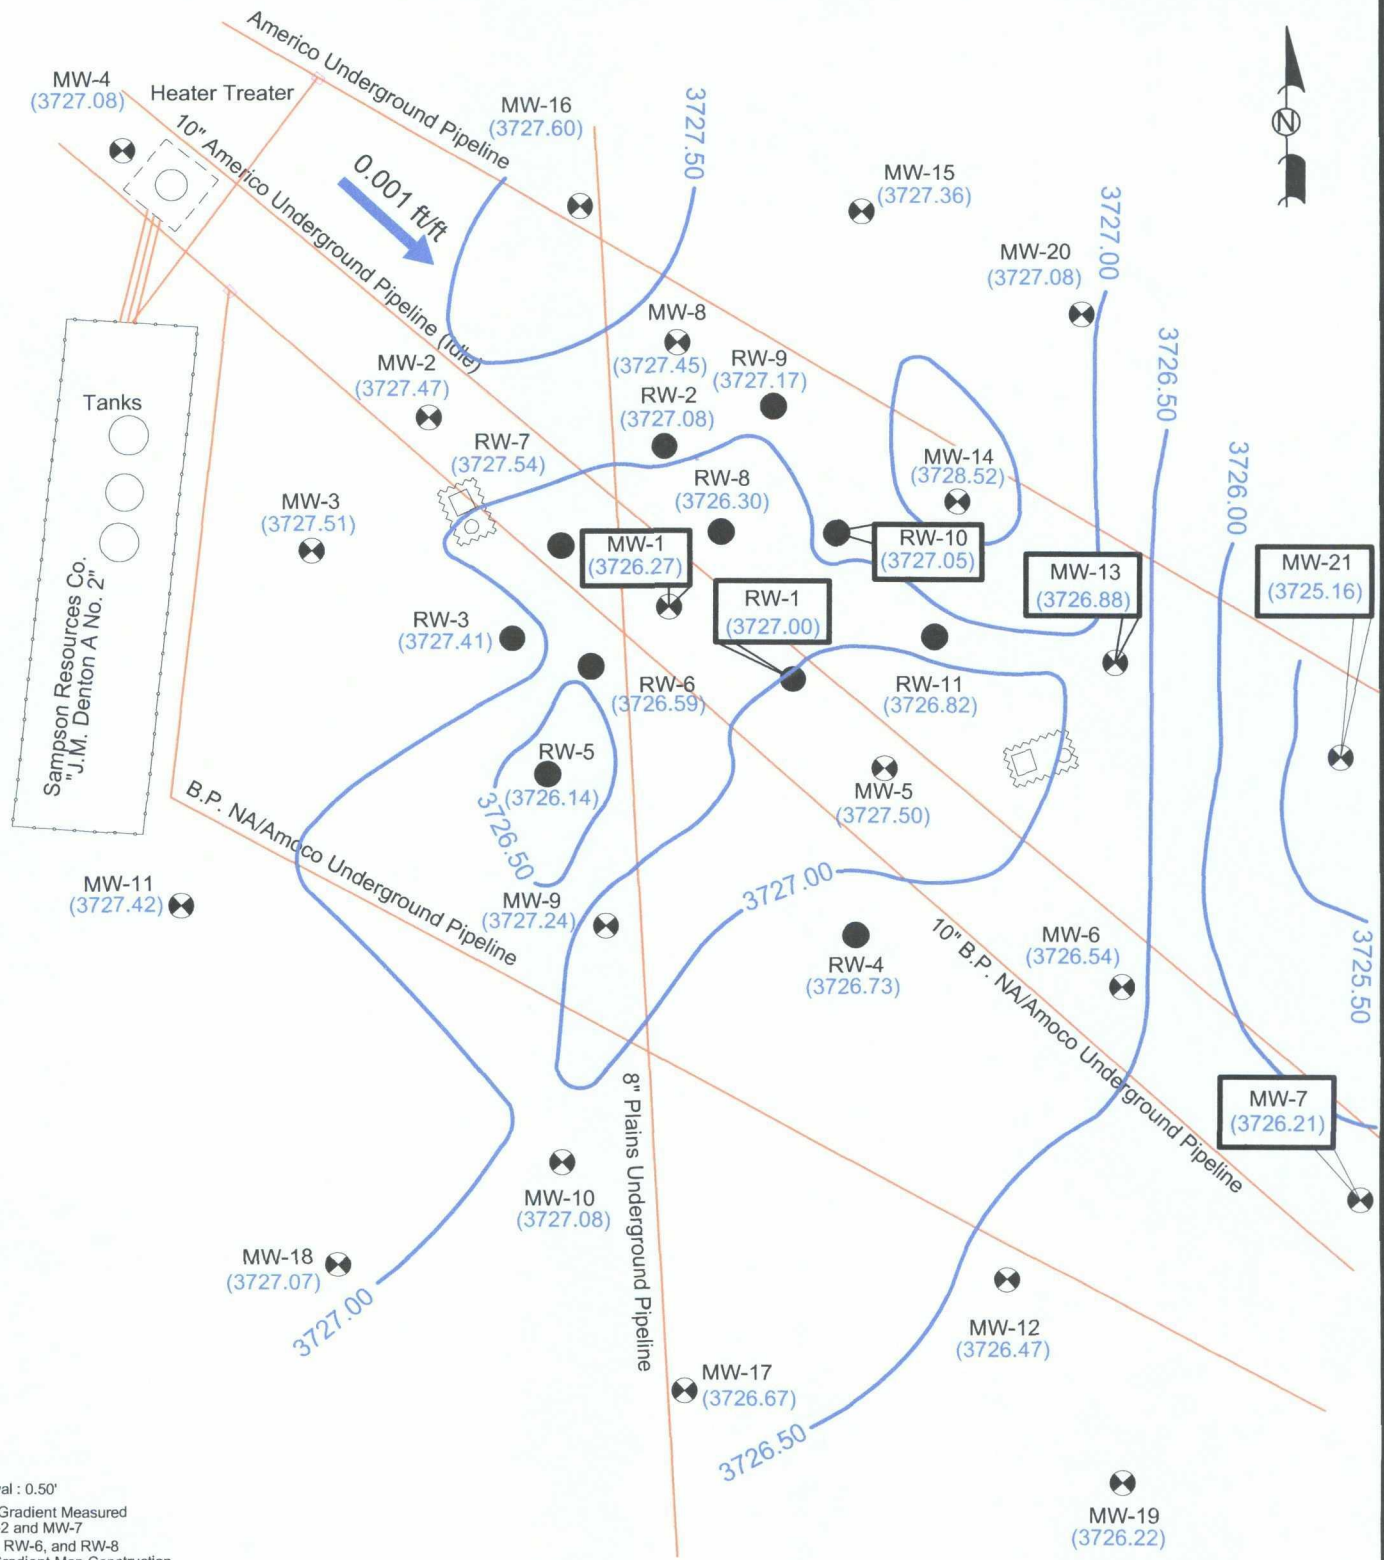 Americo Underground Pipeline
MW-4
(3727.08)
Heater Treater
10" Americo Underground Pipeline (Idle)
0.001 ft/ft
MW-16
(3727.60)
3727.50
MW-15
(3727.36)
N
MW-20
(3727.08)
3727.00
3726.50
MW-8
(3727.45)
MW-2
(3727.47)
RW-9
(3727.17)
RW-2
(3727.08)
Tanks
RW-7
(3727.54)
RW-8
(3726.30)
MW-14
(3728.52)
3726.00
MW-3
(3727.51)
MW-1
(3726.27)
RW-10
(3727.05)
MW-13
(3726.88)
MW-21
(3725.16)
RW-1
(3727.00)
RW-3
(3727.41)
RW-6
(3726.59)
RW-11
(3726.82)
Sampson Resources Co.
"J.M. Denton A No. 2"
RW-5
(3726.14)
3726.50
MW-5
(3727.50)
B.P. NA/Amoco Underground Pipeline
MW-11
(3727.42)
MW-9
(3727.24)
3727.00
RW-4
(3726.73)
10" B.P. NA/Amoco Underground Pipeline
MW-6
(3726.54)
3725.50
8" Plains Underground Pipeline
MW-7
(3726.21)
MW-10
(3727.08)
MW-18
(3727.07)
3727.00
MW-12
(3726.47)
MW-17
(3726.67)
3726.50
MW-19
(3726.22)
al : 0.50'
Gradient Measured
2 and MW-7
RW-6, and RW-8
Gradient Map Construction